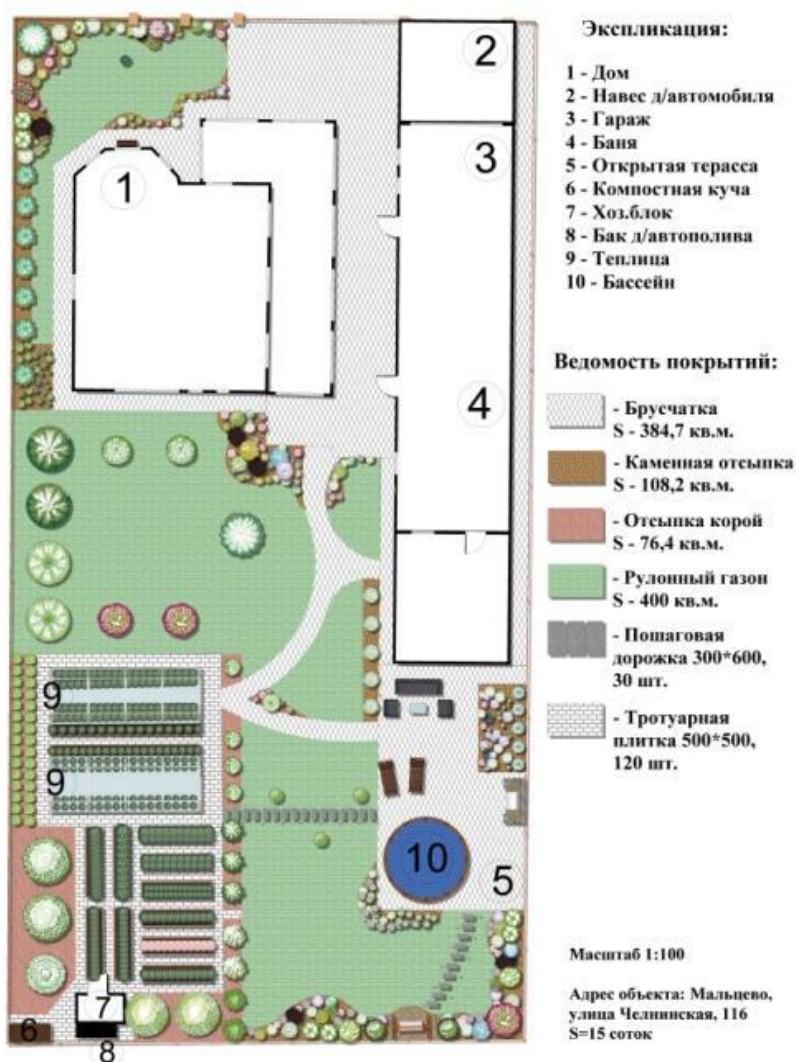 Экспликация:
1 - Дом
2 - Навес д/автомобиля
3 - Гараж
4 - Баня
5 - Открытая терасса
6 - Компостная куча
7 - Хоз.блок
8 - Бак д/автополива
9 - Теплица
10 - Бассейн
Ведомость покрытий:
- Брусчатка
S - 384,7 кв.м.
- Каменная отсыпка
S - 108,2 кв.м.
- Отсыпка корой
S - 76,4 кв.м.
- Рулонный газон
S - 400 кв.м.
- Пошаговая
дорожка 300*600,
30 шт.
- Тротуарная
плитка 500*500,
120 шт.
Масштаб 1:100
Адрес объекта: Мальцево,
улица Челнинская, 116
S=15 соток
2
3
1
4
9
9
10
5
7
6
8